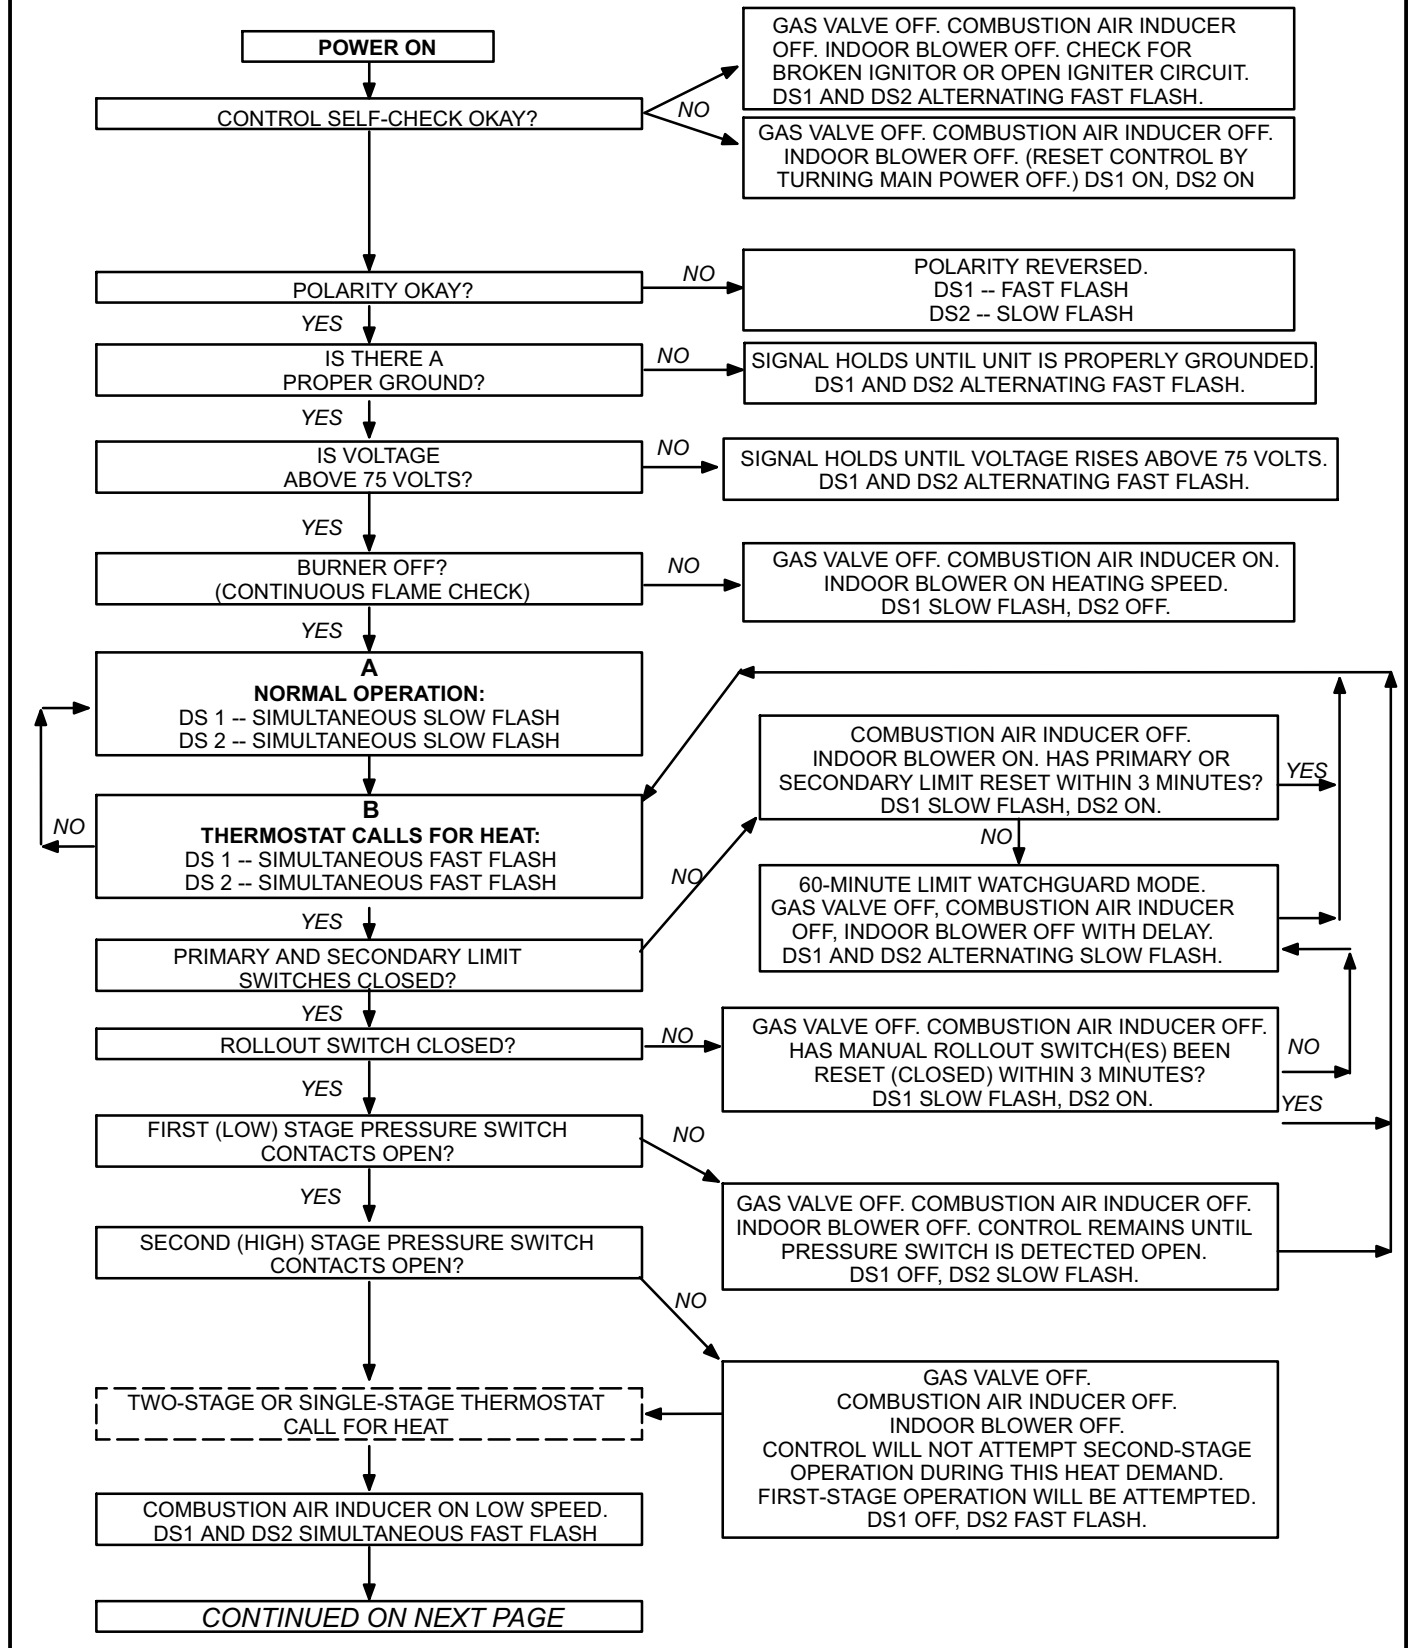 POWER ON
GAS VALVE OFF. COMBUSTION AIR INDUCER
OFF. INDOOR BLOWER OFF. CHECK FOR
BROKEN IGNITOR OR OPEN IGNITER CIRCUIT.
DS1 AND DS2 ALTERNATING FAST FLASH.
CONTROL SELF-CHECK OKAY?
NO
GAS VALVE OFF. COMBUSTION AIR INDUCER OFF.
INDOOR BLOWER OFF. (RESET CONTROL BY
TURNING MAIN POWER OFF.) DS1 ON, DS2 ON
POLARITY OKAY?
NO
POLARITY REVERSED.
DS1 -- FAST FLASH
DS2 -- SLOW FLASH
YES
IS THERE A
PROPER GROUND?
NO
SIGNAL HOLDS UNTIL UNIT IS PROPERLY GROUNDED.
DS1 AND DS2 ALTERNATING FAST FLASH.
YES
IS VOLTAGE
ABOVE 75 VOLTS?
NO
SIGNAL HOLDS UNTIL VOLTAGE RISES ABOVE 75 VOLTS.
DS1 AND DS2 ALTERNATING FAST FLASH.
YES
BURNER OFF?
(CONTINUOUS FLAME CHECK)
NO
GAS VALVE OFF. COMBUSTION AIR INDUCER ON.
INDOOR BLOWER ON HEATING SPEED.
DS1 SLOW FLASH, DS2 OFF.
YES
A
NORMAL OPERATION:
DS 1 -- SIMULTANEOUS SLOW FLASH
DS 2 -- SIMULTANEOUS SLOW FLASH
B
THERMOSTAT CALLS FOR HEAT:
DS 1 -- SIMULTANEOUS FAST FLASH
DS 2 -- SIMULTANEOUS FAST FLASH
NO
COMBUSTION AIR INDUCER OFF.
INDOOR BLOWER ON. HAS PRIMARY OR
SECONDARY LIMIT RESET WITHIN 3 MINUTES?
DS1 SLOW FLASH, DS2 ON.
YES
NO
60-MINUTE LIMIT WATCHGUARD MODE.
GAS VALVE OFF, COMBUSTION AIR INDUCER
OFF, INDOOR BLOWER OFF WITH DELAY.
DS1 AND DS2 ALTERNATING SLOW FLASH.
YES
NO
PRIMARY AND SECONDARY LIMIT
SWITCHES CLOSED?
YES
ROLLOUT SWITCH CLOSED?
NO
GAS VALVE OFF. COMBUSTION AIR INDUCER OFF.
HAS MANUAL ROLLOUT SWITCH(ES) BEEN
RESET (CLOSED) WITHIN 3 MINUTES?
DS1 SLOW FLASH, DS2 ON.
NO
YES
YES
FIRST (LOW) STAGE PRESSURE SWITCH
CONTACTS OPEN?
NO
GAS VALVE OFF. COMBUSTION AIR INDUCER OFF.
INDOOR BLOWER OFF. CONTROL REMAINS UNTIL
PRESSURE SWITCH IS DETECTED OPEN.
DS1 OFF, DS2 SLOW FLASH.
YES
SECOND (HIGH) STAGE PRESSURE SWITCH
CONTACTS OPEN?
NO
GAS VALVE OFF.
COMBUSTION AIR INDUCER OFF.
INDOOR BLOWER OFF.
CONTROL WILL NOT ATTEMPT SECOND-STAGE
OPERATION DURING THIS HEAT DEMAND.
FIRST-STAGE OPERATION WILL BE ATTEMPTED.
DS1 OFF, DS2 FAST FLASH.
TWO-STAGE OR SINGLE-STAGE THERMOSTAT
CALL FOR HEAT
COMBUSTION AIR INDUCER ON LOW SPEED.
DS1 AND DS2 SIMULTANEOUS FAST FLASH
CONTINUED ON NEXT PAGE